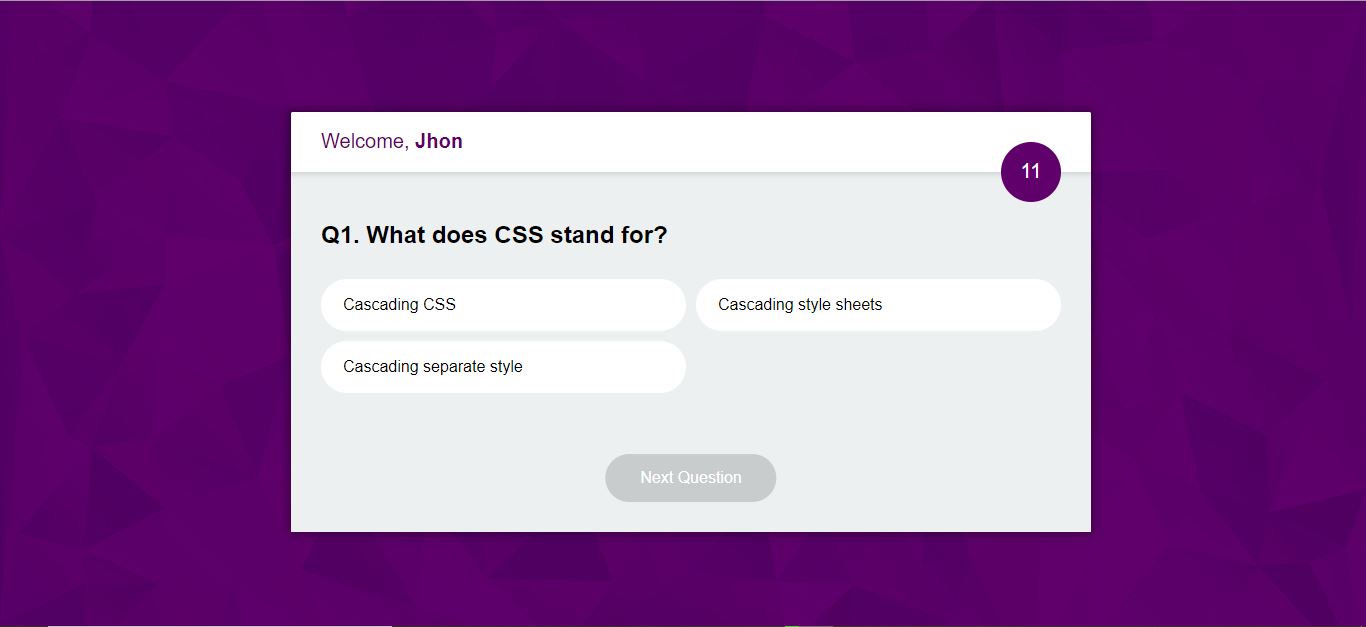 Welcome, Jhon
11
Q1. What does CSS stand for?
Cascading CSS
Cascading style sheets
Cascading separate style
Next Question